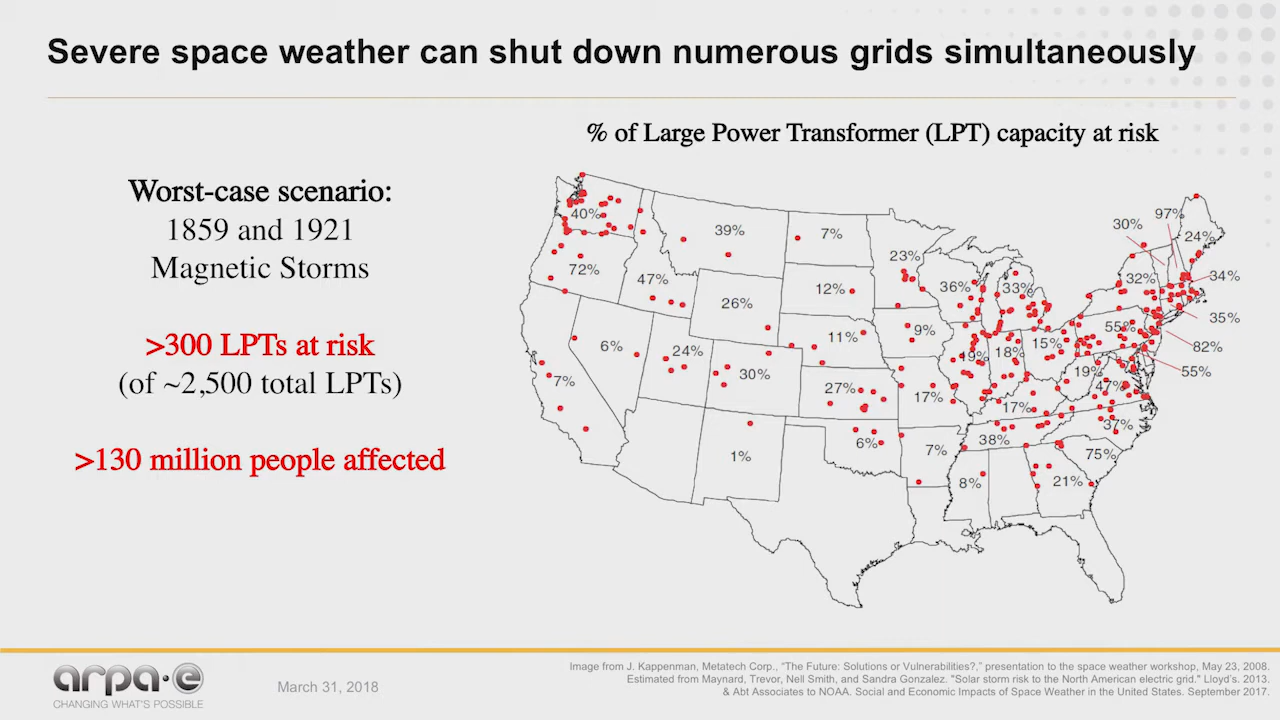 Severe space weather can shut down numerous grids simultaneously
% of Large Power Transformer (LPT) capacity at risk
Worst-case scenario:
1859 and 1921
Magnetic Storms
>300 LPTs at risk
(of ~2,500 total LPTs)
>130 million people affected
40%
39%
7%
30%
97%
24%
72%
47%
23%
32%
34%
26%
12%
36%
33%
35%
6%
24%
11%
9%
55%
82%
7%
30%
19%
18%
15%
19%
55%
27%
17%
17%
47%
37%
1%
6%
7%
38%
75%
8%
21%
arpa·e
CHANGING WHAT'S POSSIBLE
March 31, 2018
Image from J. Kappenman, Metatech Corp., "The Future: Solutions or Vulnerabilities?," presentation to the space weather workshop, May 23, 2008.
Estimated from Maynard, Trevor, Nell Smith, and Sandra Gonzalez. "Solar storm risk to the North American electric grid." Lloyd's. 2013.
& Abt Associates to NOAA. Social and Economic Impacts of Space Weather in the United States. September 2017.